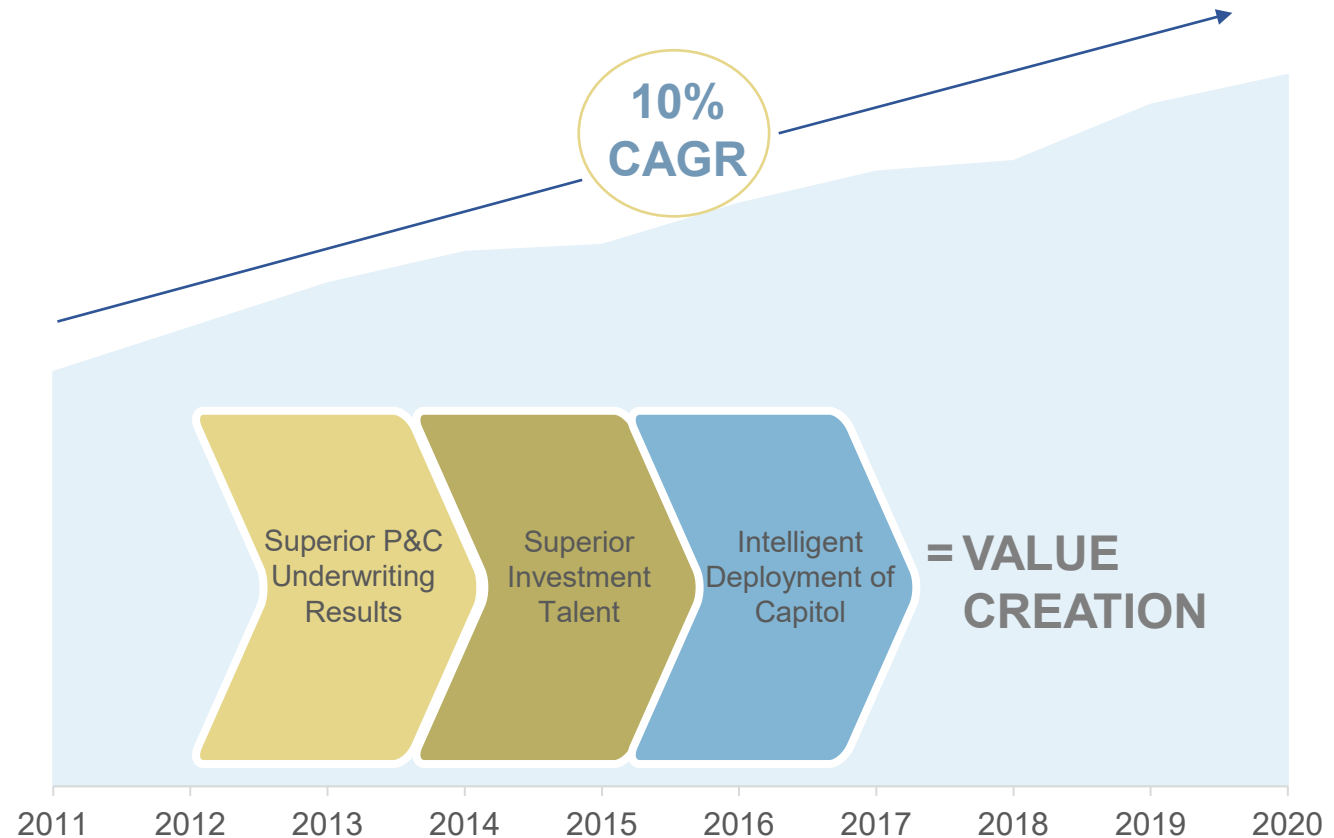 10%
CAGR
Superior P&C
Underwriting
Results
Superior
Investment
Talent
Intelligent
Deployment of
Capitol
= VALUE
CREATION
2011 2012 2013 2014 2015 2016 2017 2018 2019 2020